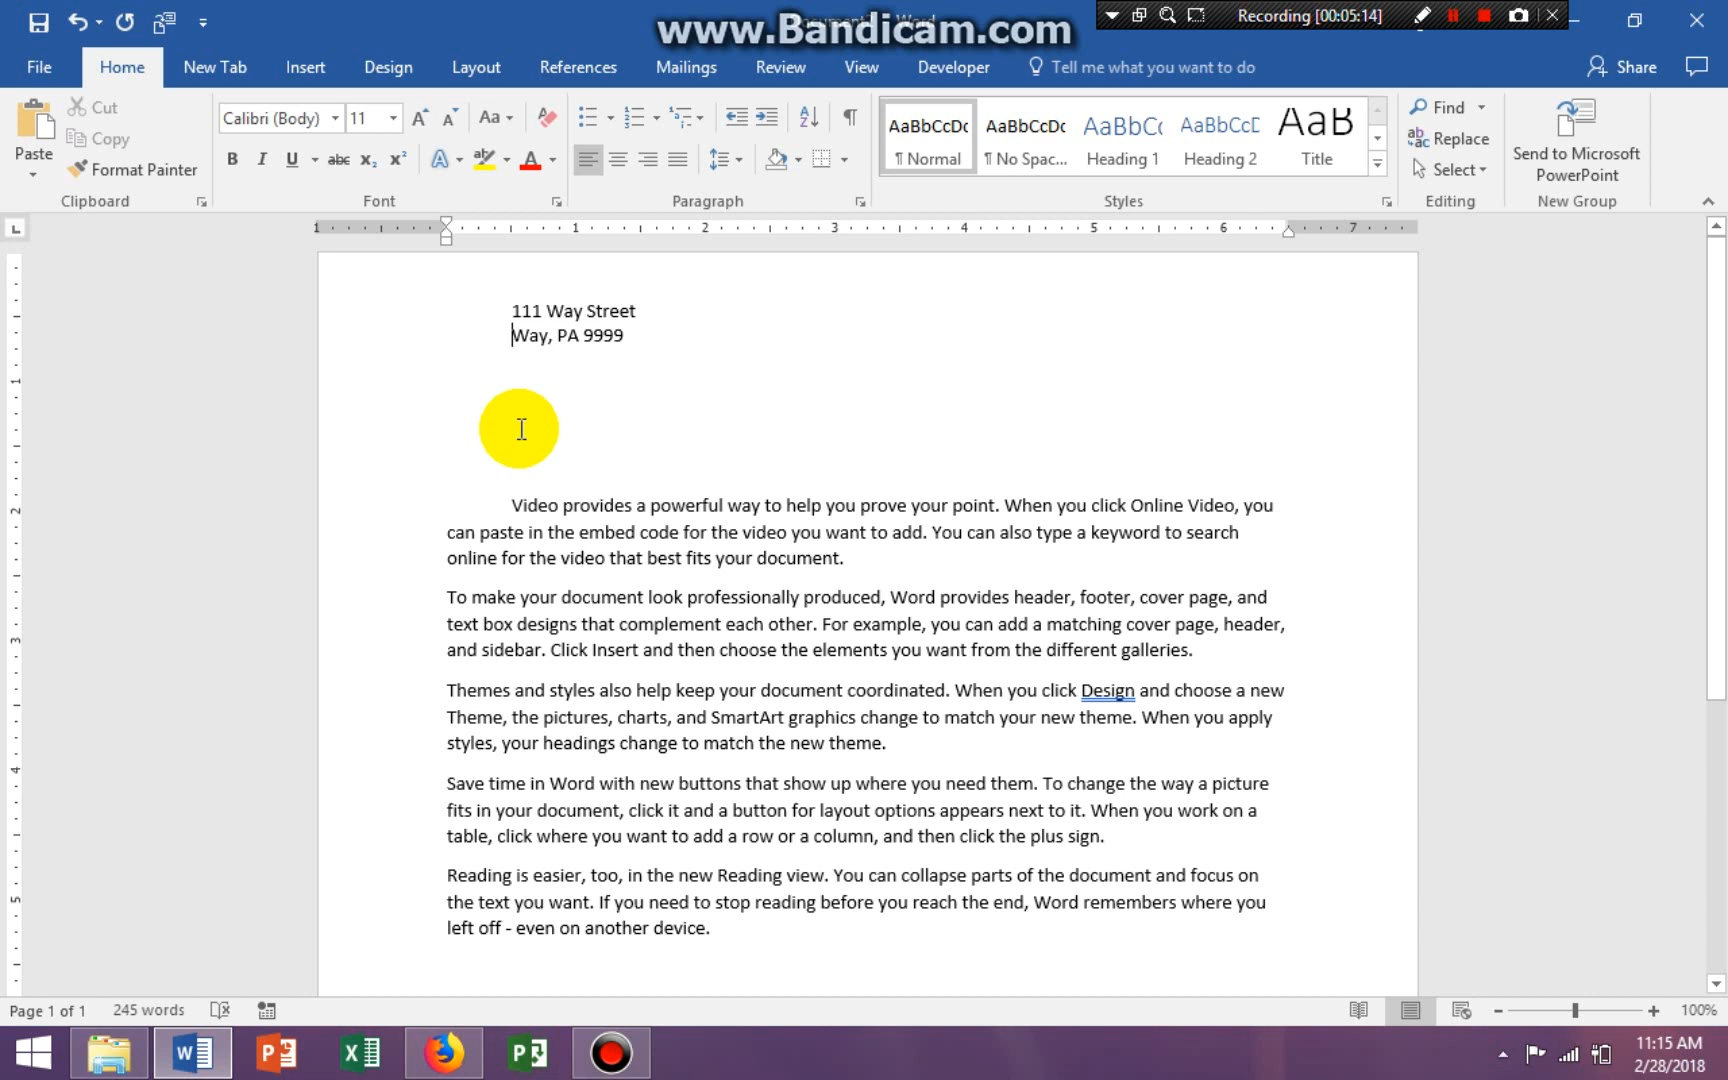 www.Bandicam.com
Recording [00:05:14]
File
Home
New Tab
Insert
Design
Layout
References
Mailings
Review
View
Developer
Tell me what you want to do
Share
Paste
Cut
Copy
Format Painter
Clipboard
Calibri (Body)
11
Font
Paragraph
AaBbCcDc
¶ Normal
AaBbCcDc
¶ No Spac...
AaBbCc
Heading 1
AaBbCcD
Heading 2
AaB
Title
Styles
Find
Replace
Select
Editing
Send to Microsoft
PowerPoint
New Group
1 1 2 3 4 5 6 7
111 Way Street
Way, PA 9999
Video provides a powerful way to help you prove your point. When you click Online Video, you
can paste in the embed code for the video you want to add. You can also type a keyword to search
online for the video that best fits your document.
To make your document look professionally produced, Word provides header, footer, cover page, and
text box designs that complement each other. For example, you can add a matching cover page, header,
and sidebar. Click Insert and then choose the elements you want from the different galleries.
Themes and styles also help keep your document coordinated. When you click Design and choose a new
Theme, the pictures, charts, and SmartArt graphics change to match your new theme. When you apply
styles, your headings change to match the new theme.
Save time in Word with new buttons that show up where you need them. To change the way a picture
fits in your document, click it and a button for layout options appears next to it. When you work on a
table, click where you want to add a row or a column, and then click the plus sign.
Reading is easier, too, in the new Reading view. You can collapse parts of the document and focus on
the text you want. If you need to stop reading before you reach the end, Word remembers where you
left off - even on another device.
1
2
3
4
5
Page 1 of 1
245 words
100%
11:15 AM
2/28/2018